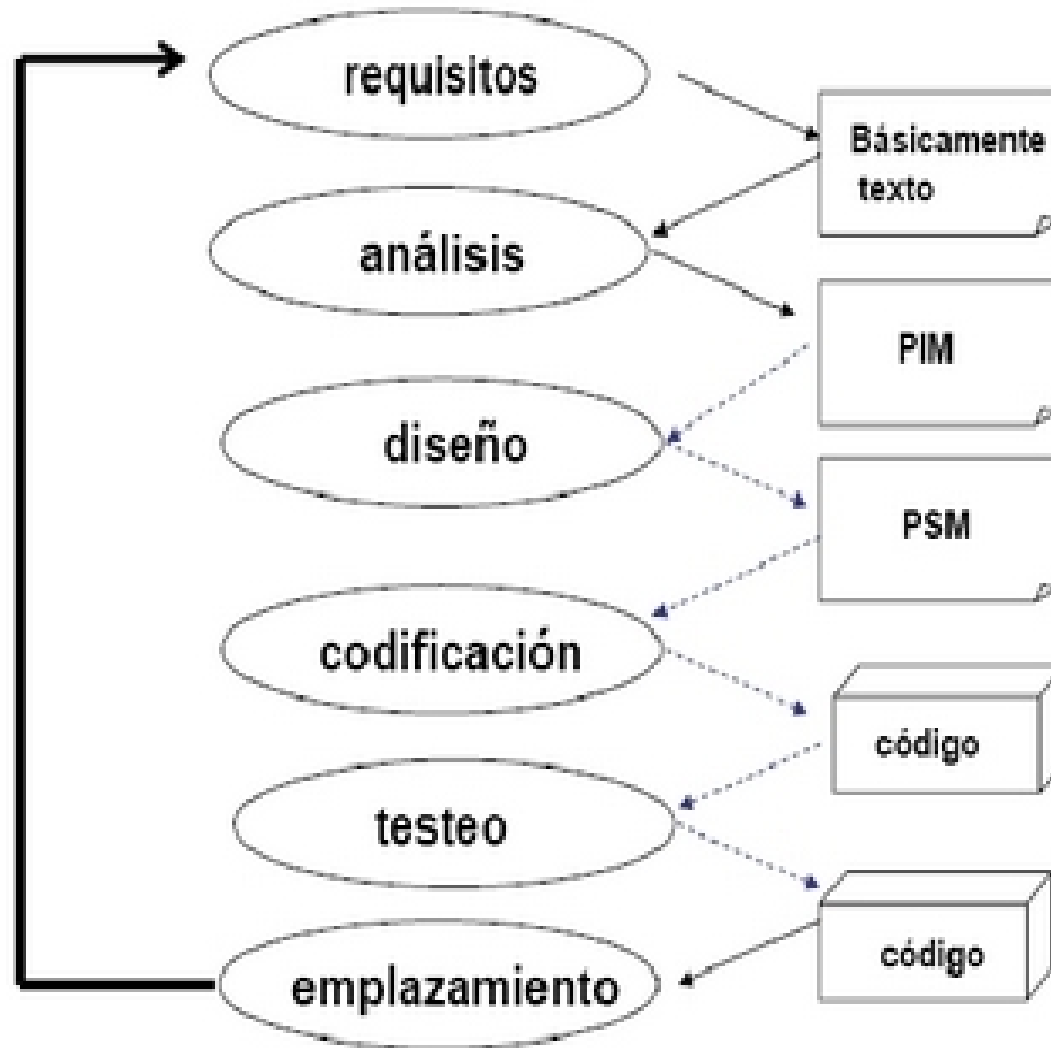 requisitos
Básicamente
texto
análisis
PIM
diseño
PSM
codificación
código
testeo
código
emplazamiento